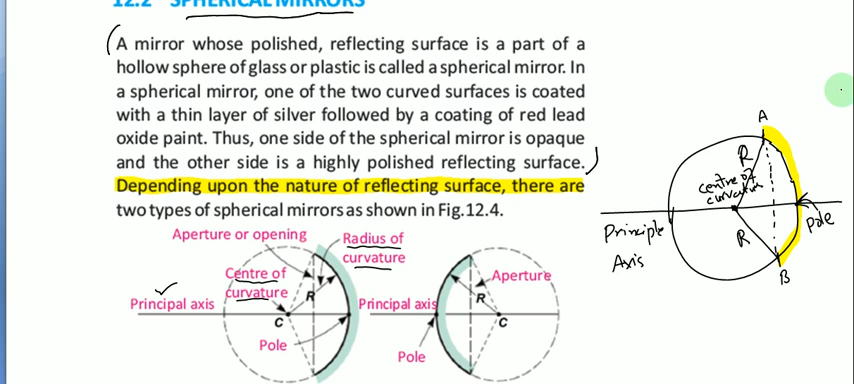 12.2 SPHERICAL MIRRORS
A mirror whose polished, reflecting surface is a part of a
hollow sphere of glass or plastic is called a spherical mirror. In
a spherical mirror, one of the two curved surfaces is coated
with a thin layer of silver followed by a coating of red lead
oxide paint. Thus, one side of the spherical mirror is opaque
and the other side is a highly polished reflecting surface.
Depending upon the nature of reflecting surface, there are
two types of spherical mirrors as shown in Fig.12.4.
Aperture or opening
Radius of
curvature
Centre of
curvature
R
Principal axis
C
Pole
Aperture
R
Principal axis
C
Pole
A
R
Centre of
curvature
R
Pole
Principle
Axis
B